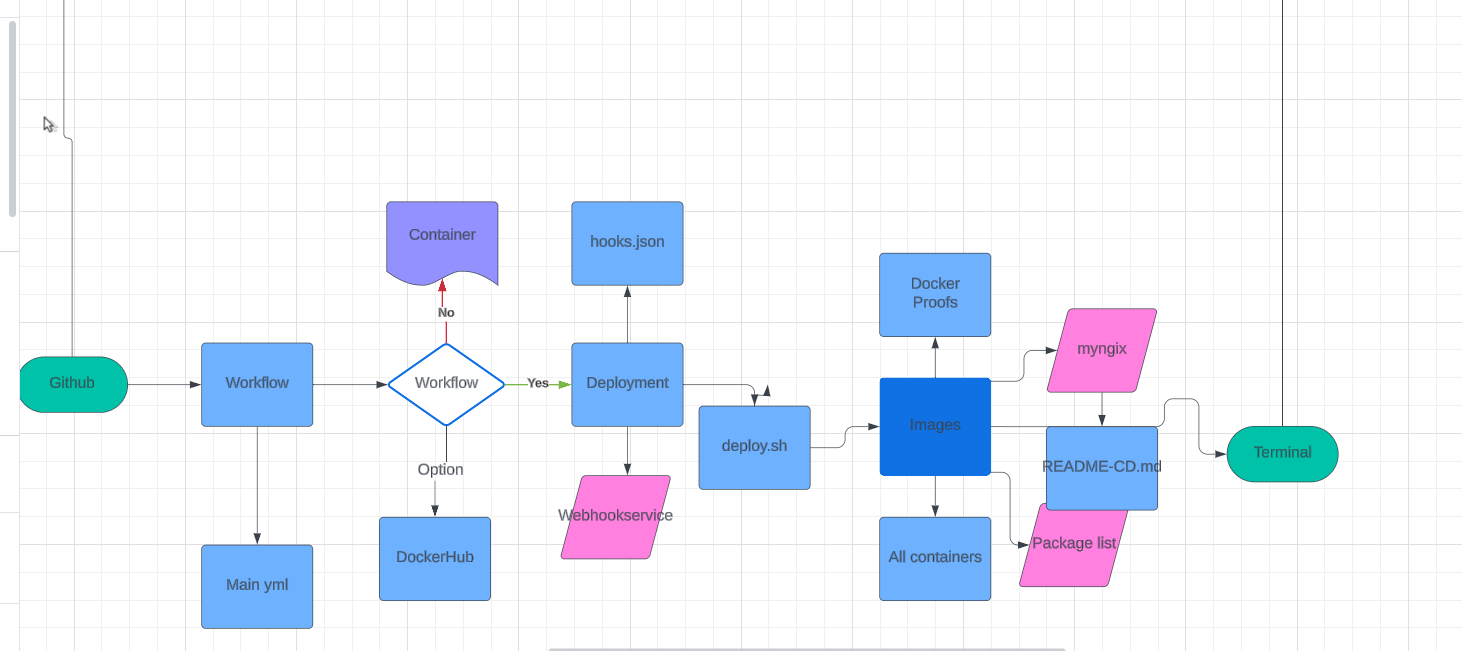 Container
hooks.json
Docker
Proofs
No
myngix
Github
Workflow
Workflow
Yes
Deployment
Images
deploy.sh
README-CD.md
Terminal
Option
Webhookservice
DockerHub
All containers
Package list
Main yml